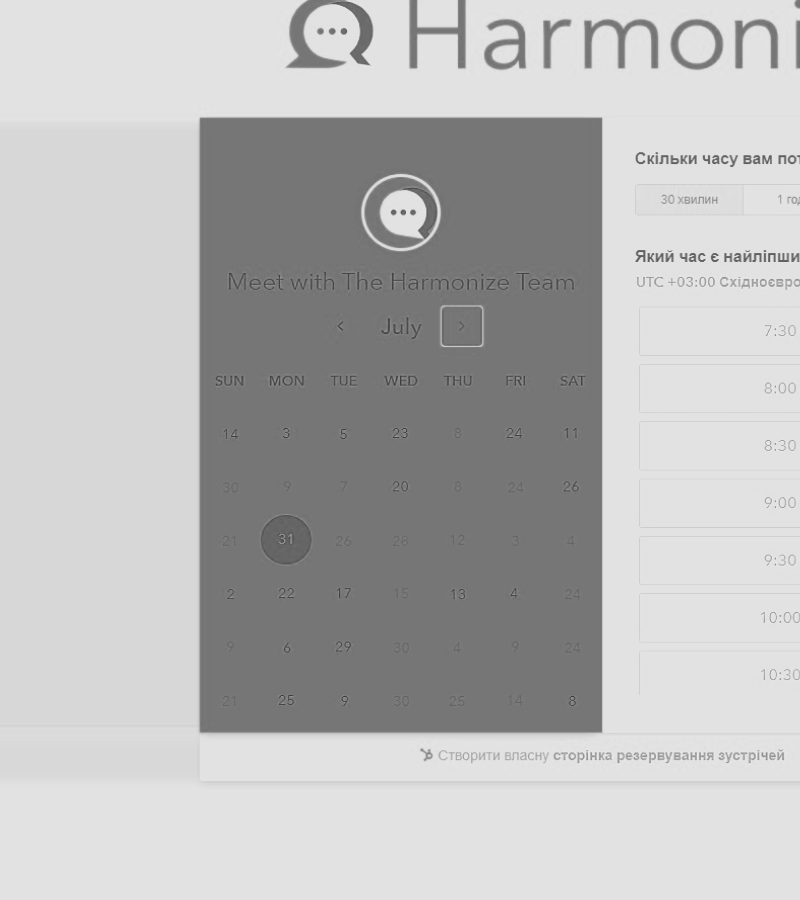 Harmoni
Meet with The Harmonize Team
July
SUN MON TUE WED THU FRI SAT
14 3 5 23 8 24 11
30 9 7 20 8 24 26
21 31 26 28 12 3 4
2 22 17 15 13 4 24
9 6 29 30 4 9 24
21 25 9 30 25 14 8
Скільки часу вам пот
30 хвилин 1 год
Який час є найліпши
UTC +03:00 Східноєвро
7:30
8:00
8:30
9:00
9:30
10:00
10:30
Створити власну сторінка резервування зустрічей